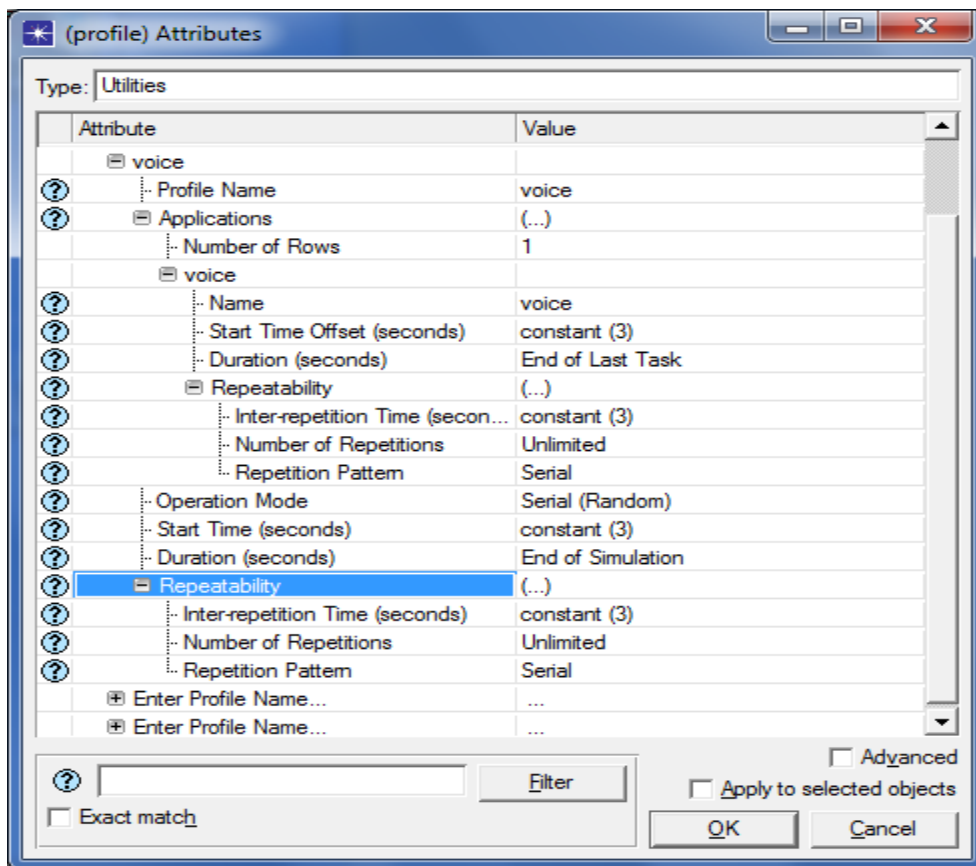 (profile) Attributes
Type: Utilities
Attribute Value
voice
Profile Name voice
Applications (...)
Number of Rows 1
voice
Name voice
Start Time Offset (seconds) constant (3)
Duration (seconds) End of Last Task
Repeatability (...)
Inter-repetition Time (secon... constant (3)
Number of Repetitions Unlimited
Repetition Pattern Serial
Operation Mode Serial (Random)
Start Time (seconds) constant (3)
Duration (seconds) End of Simulation
Repeatability (...)
Inter-repetition Time (seconds) constant (3)
Number of Repetitions Unlimited
Repetition Pattern Serial
Enter Profile Name... ...
Enter Profile Name... ...
Advanced
Filter
Apply to selected objects
Exact match
OK Cancel